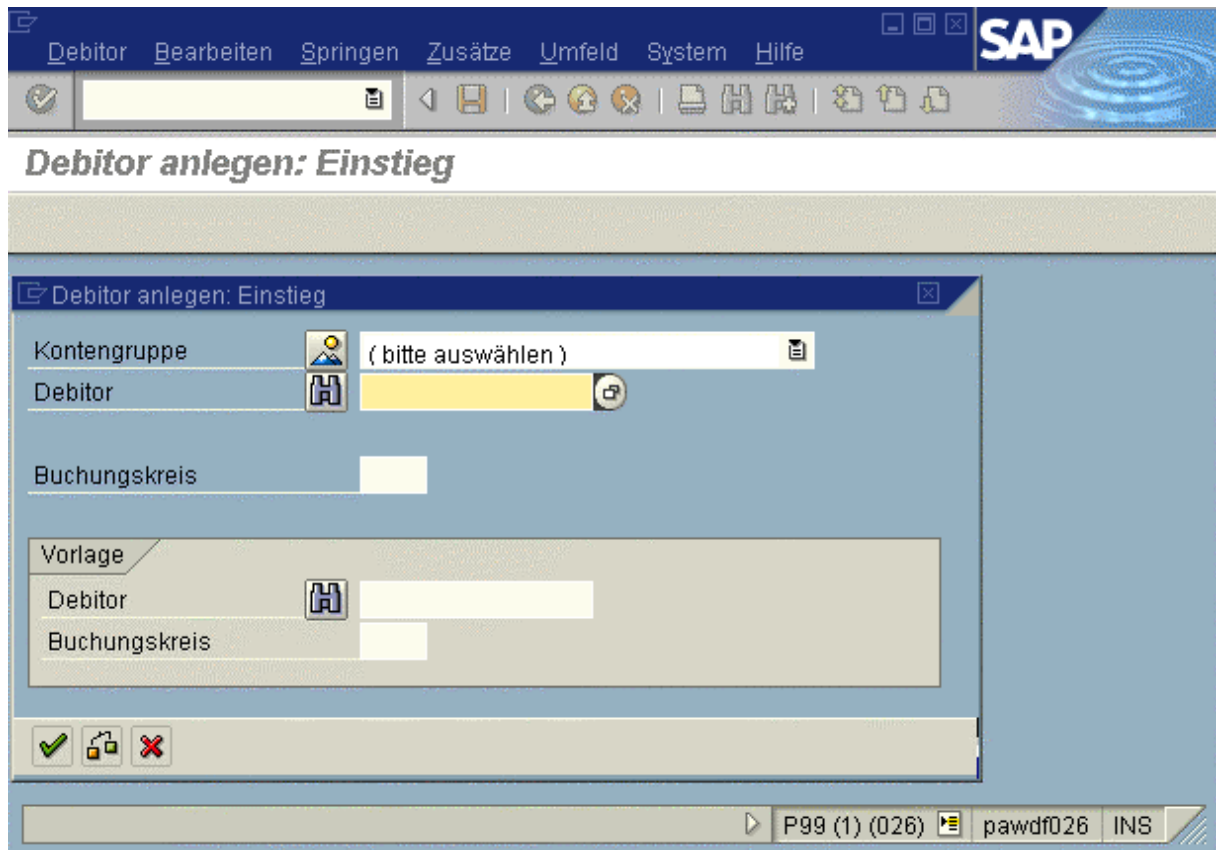 Debitor Bearbeiten Springen Zusätze Umfeld System Hilfe
SAP
Debitor anlegen: Einstieg
Debitor anlegen: Einstieg
Kontengruppe ( bitte auswählen )
Debitor
Buchungskreis
Vorlage
Debitor
Buchungskreis
P99 (1) (026) pawdf026 INS